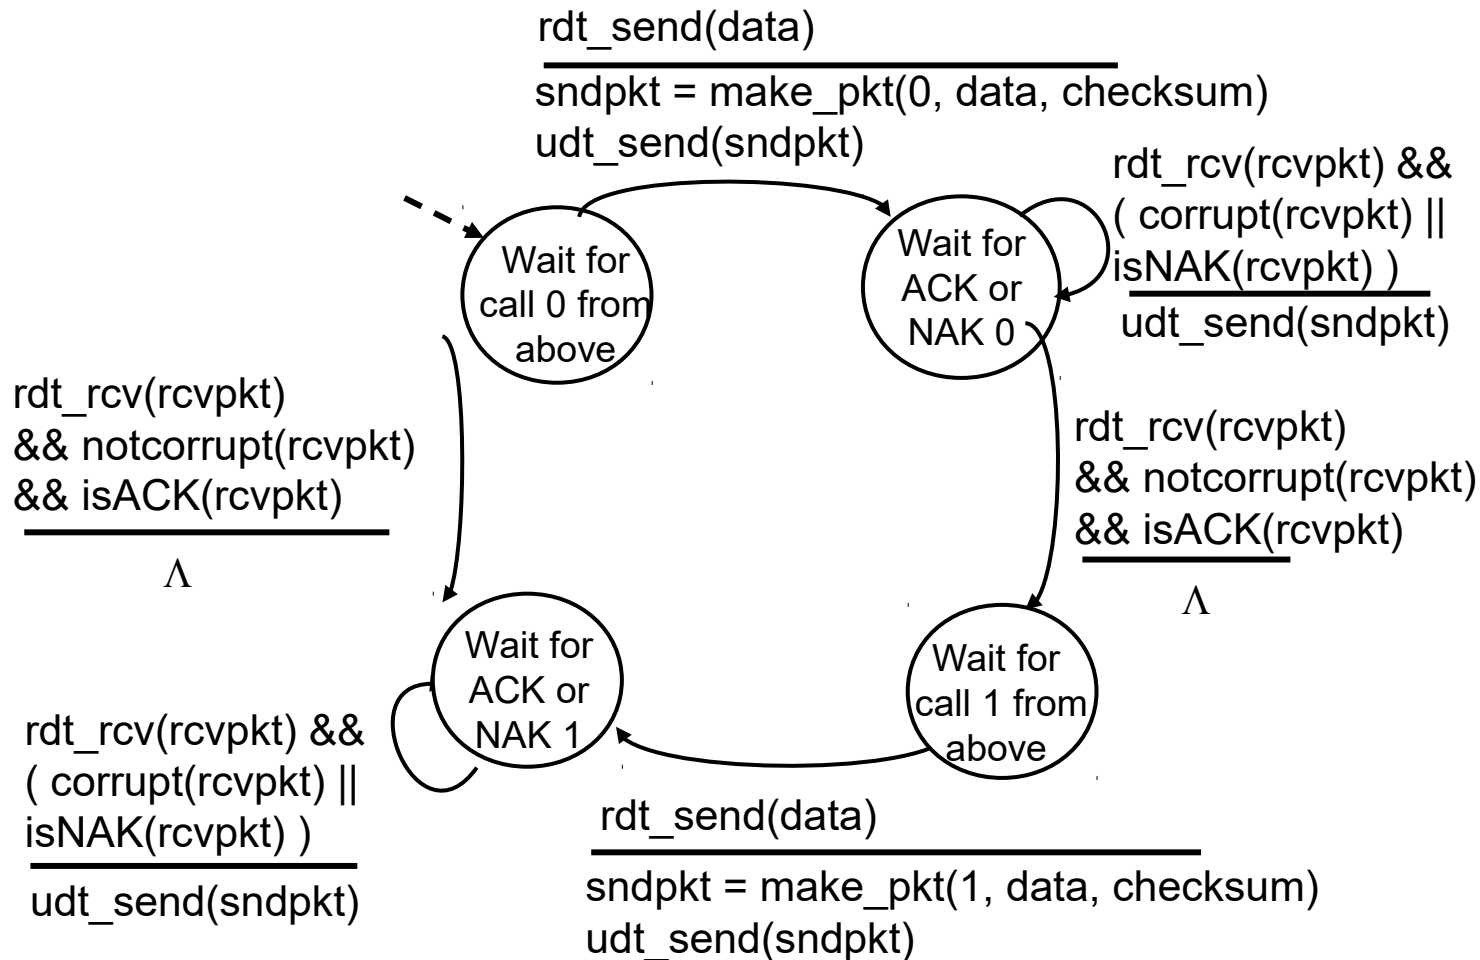 rdt_send(data)
sndpkt = make_pkt(0, data, checksum)
udt_send(sndpkt)
rdt_rcv(rcvpkt) &&
( corrupt(rcvpkt) ||
isNAK(rcvpkt) )
udt_send(sndpkt)
Wait for
call 0 from
above
Wait for
ACK or
NAK 0
rdt_rcv(rcvpkt)
&& notcorrupt(rcvpkt)
&& isACK(rcvpkt)
Λ
rdt_rcv(rcvpkt)
&& notcorrupt(rcvpkt)
&& isACK(rcvpkt)
Λ
Wait for
ACK or
NAK 1
Wait for
call 1 from
above
rdt_rcv(rcvpkt) &&
( corrupt(rcvpkt) ||
isNAK(rcvpkt) )
udt_send(sndpkt)
rdt_send(data)
sndpkt = make_pkt(1, data, checksum)
udt_send(sndpkt)